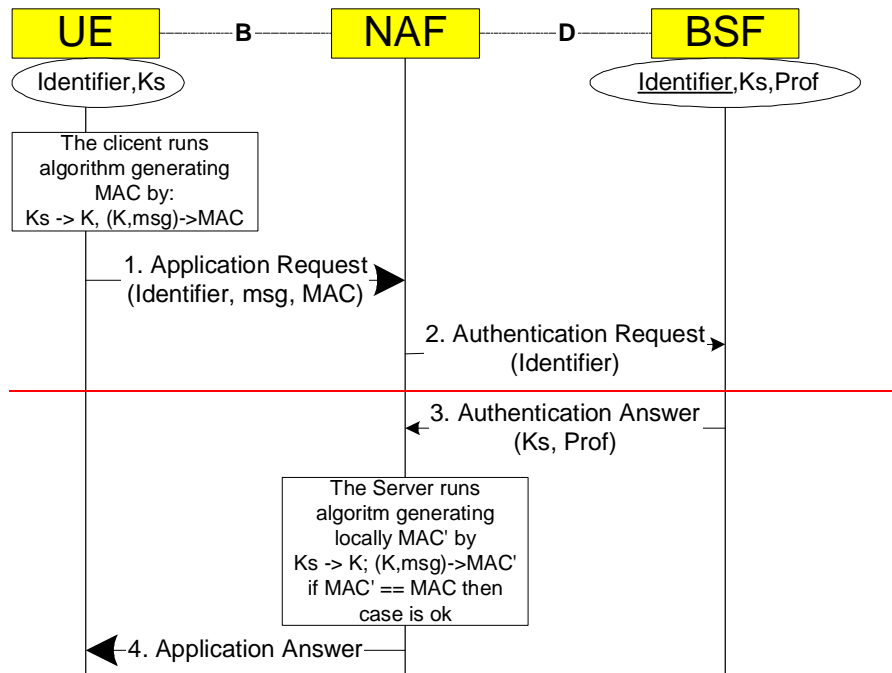 UE
B
NAF
D
BSF
Identifier,Ks
Identifier,Ks,Prof
The clicent runs
algorithm generating
MAC by:
Ks -> K, (K,msg)->MAC
1. Application Request
(Identifier, msg, MAC)
2. Authentication Request
(Identifier)
3. Authentication Answer
(Ks, Prof)
The Server runs
algoritm generating
locally MAC' by
Ks -> K; (K,msg)->MAC'
if MAC' == MAC then
case is ok
4. Application Answer